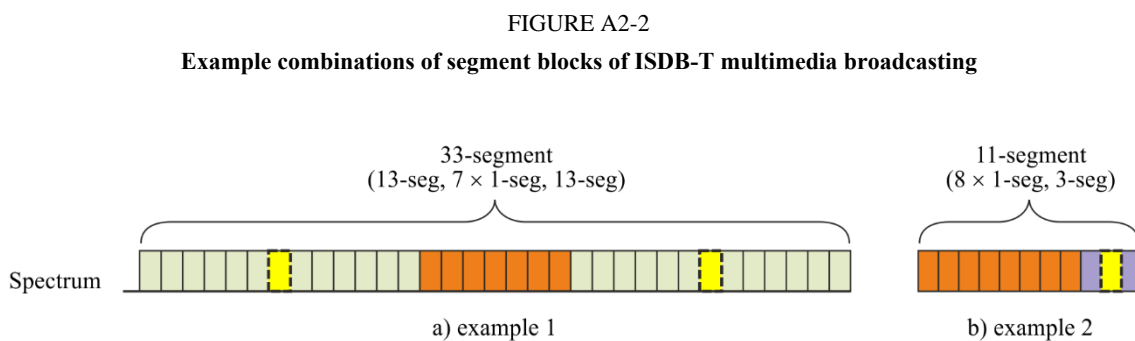 FIGURE A2-2
Example combinations of segment blocks of ISDB-T multimedia broadcasting
33-segment
(13-seg, 7 × 1-seg, 13-seg)
11-segment
(8 × 1-seg, 3-seg)
Spectrum
a) example 1
b) example 2